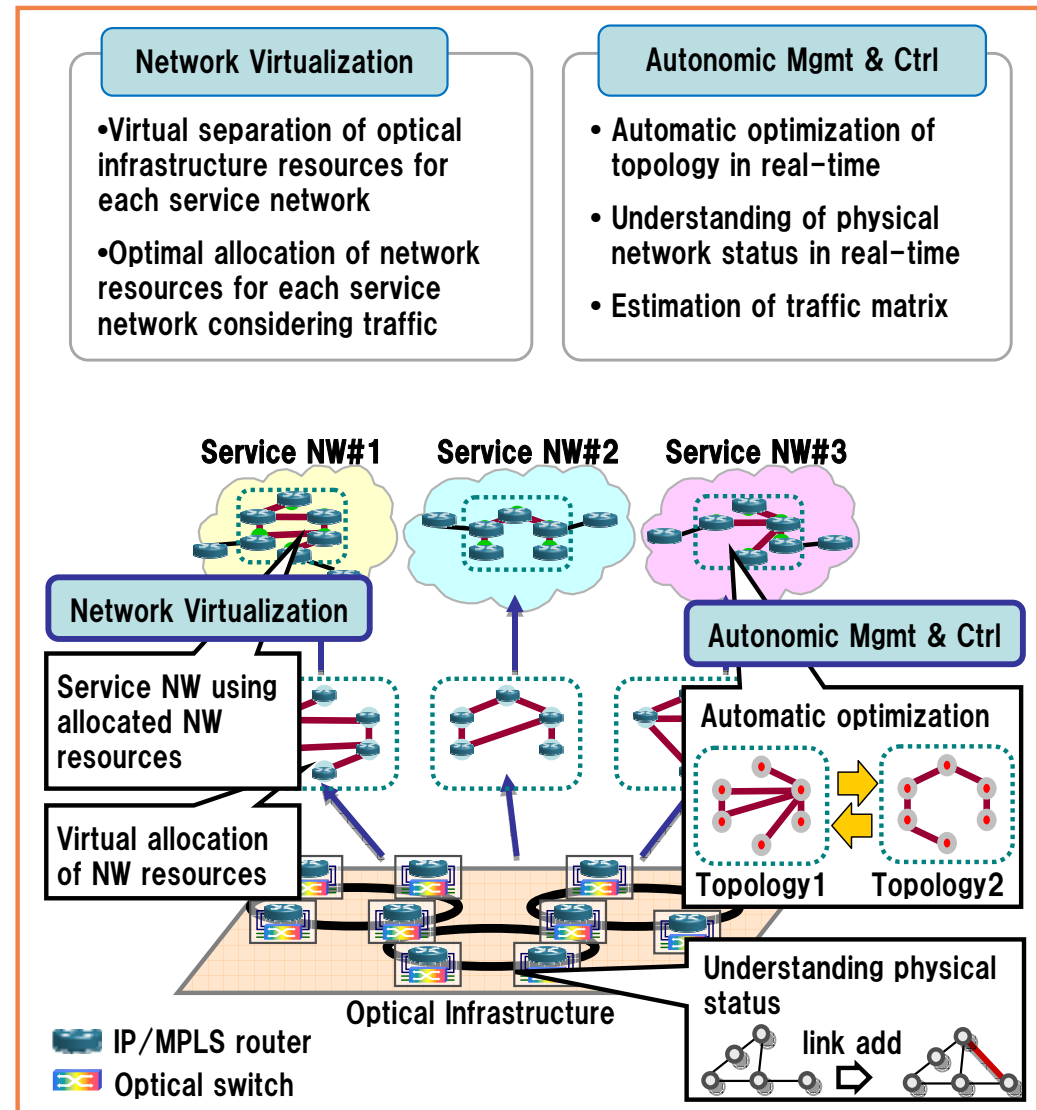 Network Virtualization
•Virtual separation of optical
infrastructure resources for
each service network
•Optimal allocation of network
resources for each service
network considering traffic
Autonomic Mgmt & Ctrl
• Automatic optimization of
topology in real-time
• Understanding of physical
network status in real-time
• Estimation of traffic matrix
Service NW#1
Service NW#2
Service NW#3
Network Virtualization
Service NW using
allocated NW
resources
Virtual allocation
of NW resources
Autonomic Mgmt & Ctrl
Automatic optimization
Topology1
Topology2
Understanding physical
status
link add
Optical Infrastructure
IP/MPLS router
Optical switch